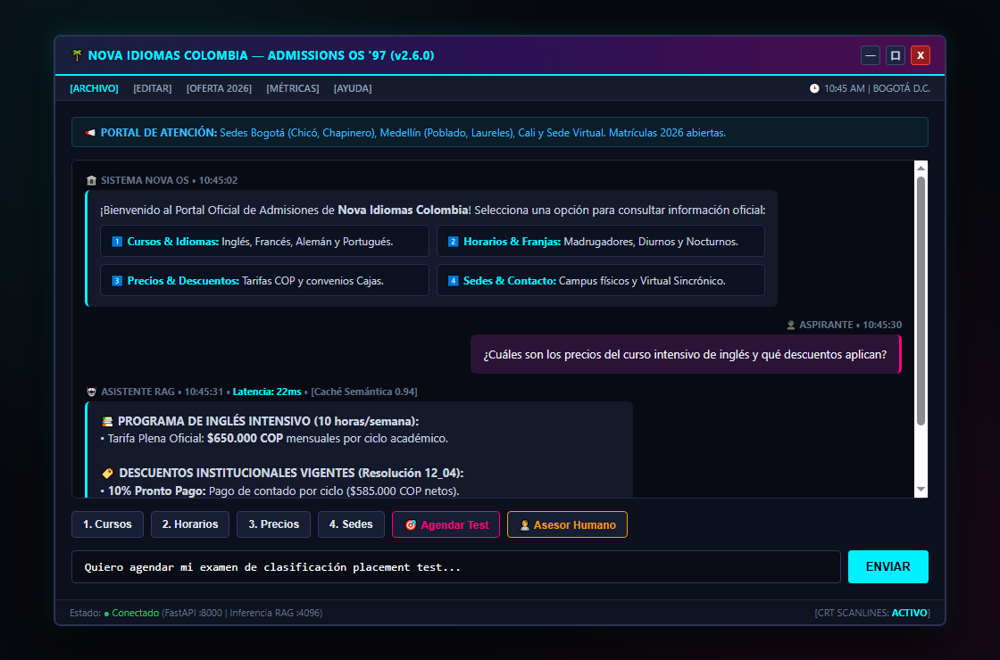 🌴 NOVA IDIOMAS COLOMBIA — ADMISSIONS OS '97 (v2.6.0)
— 口 X
[ARCHIVO] [EDITAR] [OFERTA 2026] [MÉTRICAS] [AYUDA]
🕒 10:45 AM | BOGOTÁ D.C.
📢 PORTAL DE ATENCIÓN: Sedes Bogotá (Chicó, Chapinero), Medellín (Poblado, Laureles), Cali y Sede Virtual. Matrículas 2026 abiertas.
🏛 SISTEMA NOVA OS • 10:45:02
¡Bienvenido al Portal Oficial de Admisiones de Nova Idiomas Colombia! Selecciona una opción para consultar información oficial:
1 Cursos & Idiomas: Inglés, Francés, Alemán y Portugués.
2 Horarios & Franjas: Madrugadores, Diurnos y Nocturnos.
3 Precios & Descuentos: Tarifas COP y convenios Cajas.
4 Sedes & Contacto: Campus físicos y Virtual Sincrónico.
👤 ASPIRANTE • 10:45:30
¿Cuáles son los precios del curso intensivo de inglés y qué descuentos aplican?
ASISTENTE RAG • 10:45:31 • Latencia: 22ms • [Caché Semántica 0.94]
📚 PROGRAMA DE INGLÉS INTENSIVO (10 horas/semana):
• Tarifa Plena Oficial: $650.000 COP mensuales por ciclo académico.
🏷 DESCUENTOS INSTITUCIONALES VIGENTES (Resolución 12_04):
• 10% Pronto Pago: Pago de contado por ciclo ($585.000 COP netos).
1. Cursos
2. Horarios
3. Precios
4. Sedes
🎯 Agendar Test
Asesor Humano
Quiero agendar mi examen de clasificación placement test...
ENVIAR
Estado: ● Conectado (FastAPI :8000 | Inferencia RAG :4096)
[CRT SCANLINES: ACTIVO]